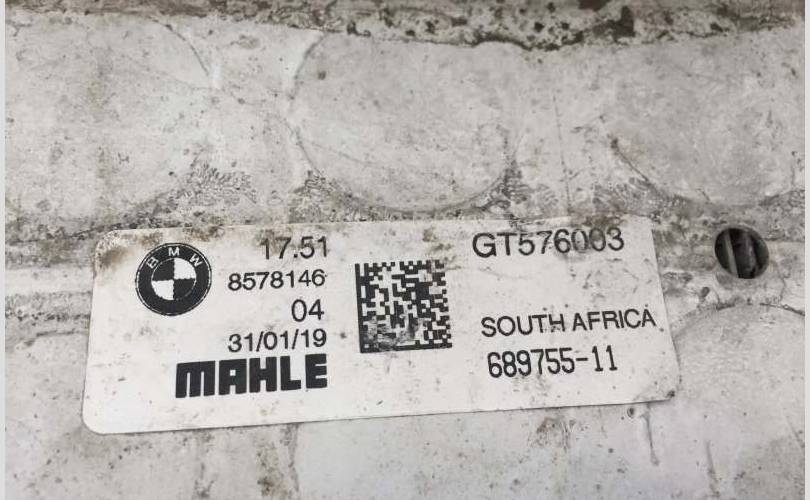 BMW
17.51
8578146
04
31/01/19
MAHLE
GT576003
SOUTH AFRICA
689755-11